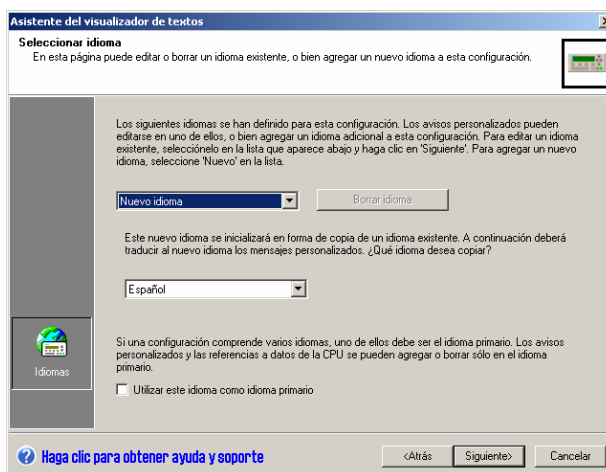 Asistente del visualizador de textos
Seleccionar idioma
En esta página puede editar o borrar un idioma existente, o bien agregar un nuevo idioma a esta configuración.
Los siguientes idiomas se han definido para esta configuración. Los avisos personalizados pueden
editarse en uno de ellos, o bien agregar un idioma adicional a esta configuración. Para editar un idioma
existente, selecciónelo en la lista que aparece abajo y haga clic en 'Siguiente'. Para agregar un nuevo
idioma, seleccione 'Nuevo' en la lista.
Nuevo idioma
Borrar idioma
Este nuevo idioma se inicializará en forma de copia de un idioma existente. A continuación deberá
traducir al nuevo idioma los mensajes personalizados. ¿Qué idioma desea copiar?
Español
Si una configuración comprende varios idiomas, uno de ellos debe ser el idioma primario. Los avisos
personalizados y las referencias a datos de la CPU se pueden agregar o borrar sólo en el idioma
primario.
Idiomas
Utilizar este idioma como idioma primario
Haga clic para obtener ayuda y soporte
<Atrás
Siguiente>
Cancelar